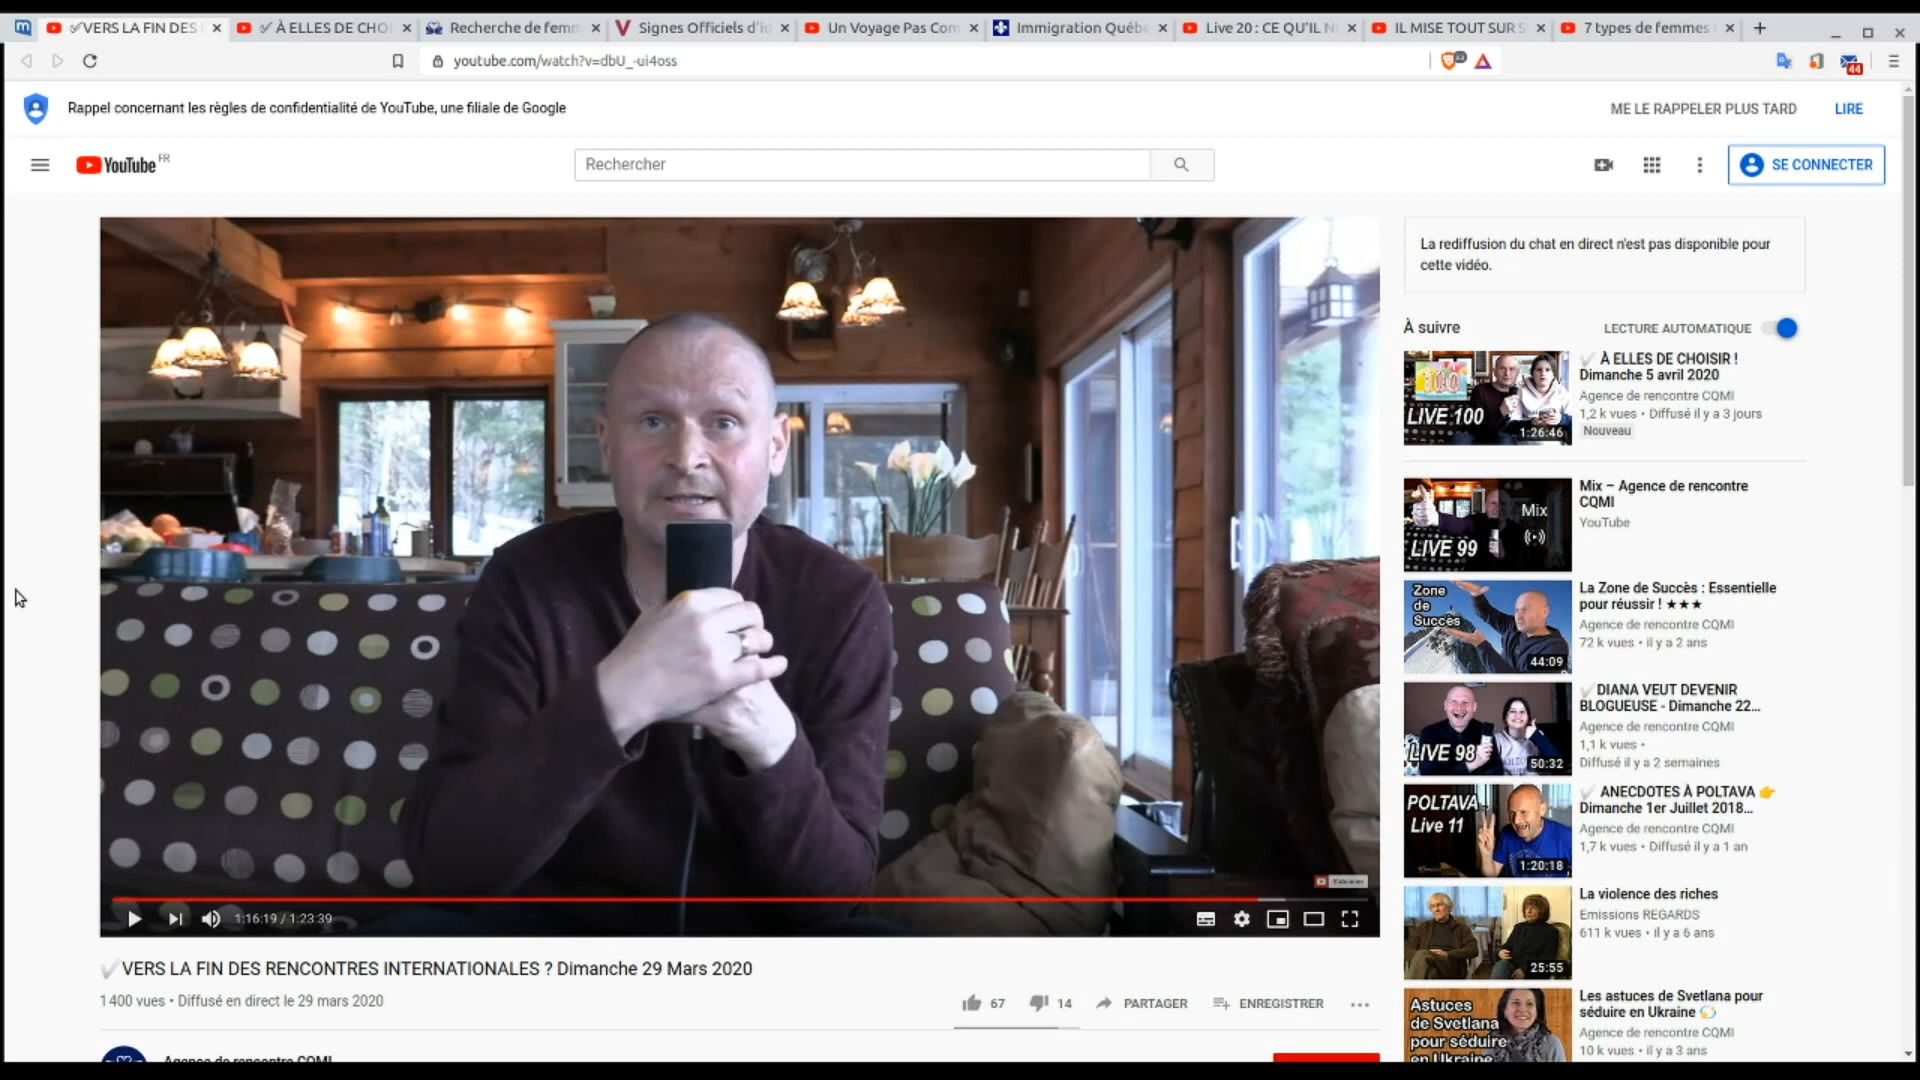 ✓VERS LA FIN DES
✓ À ELLES DE CHOI
Recherche de femm
Signes Officiels d'i
Un Voyage Pas Com
Immigration Québ
Live 20 : CE QU'IL N
IL MISE TOUT SUR S
7 types de femmes
youtube.com/watch?v=dbU_-ui4oss
44
Rappel concernant les règles de confidentialité de YouTube, une filiale de Google
ME LE RAPPELER PLUS TARD
LIRE
YouTube FR
Rechercher
SE CONNECTER
La rediffusion du chat en direct n'est pas disponible pour
cette vidéo.
À suivre
LECTURE AUTOMATIQUE
LIVE 100
1:26:46
✓ À ELLES DE CHOISIR !
Dimanche 5 avril 2020
Agence de rencontre CQMI
1,2 k vues • Diffusé il y a 3 jours
Nouveau
LIVE 99
Mix
Mix – Agence de rencontre
CQMI
YouTube
Zone
de
Succès
44:09
La Zone de Succès : Essentielle
pour réussir ! ★★★
Agence de rencontre CQMI
72 k vues • il y a 2 ans
LIVE 98
50:32
✓DIANA VEUT DEVENIR
BLOGUEUSE - Dimanche 22...
Agence de rencontre CQMI
1,1 k vues •
Diffusé il y a 2 semaines
POLTAVA
Live 11
1:20:18
✓ ANECDOTES À POLTAVA 👉
Dimanche 1er Juillet 2018...
Agence de rencontre CQMI
1,7 k vues • Diffusé il y a 1 an
25:55
La violence des riches
Emissions REGARDS
611 k vues • il y a 6 ans
Astuces
de Svetlana
pour séduire
en Ukraine
Les astuces de Svetlana pour
séduire en Ukraine 💫
Agence de rencontre CQMI
10 k vues • il y a 3 ans
1:16:19 / 1:23:39
✓VERS LA FIN DES RENCONTRES INTERNATIONALES ? Dimanche 29 Mars 2020
1 400 vues • Diffusé en direct le 29 mars 2020
67
14
PARTAGER
ENREGISTRER
Agence de rencontre CQMI